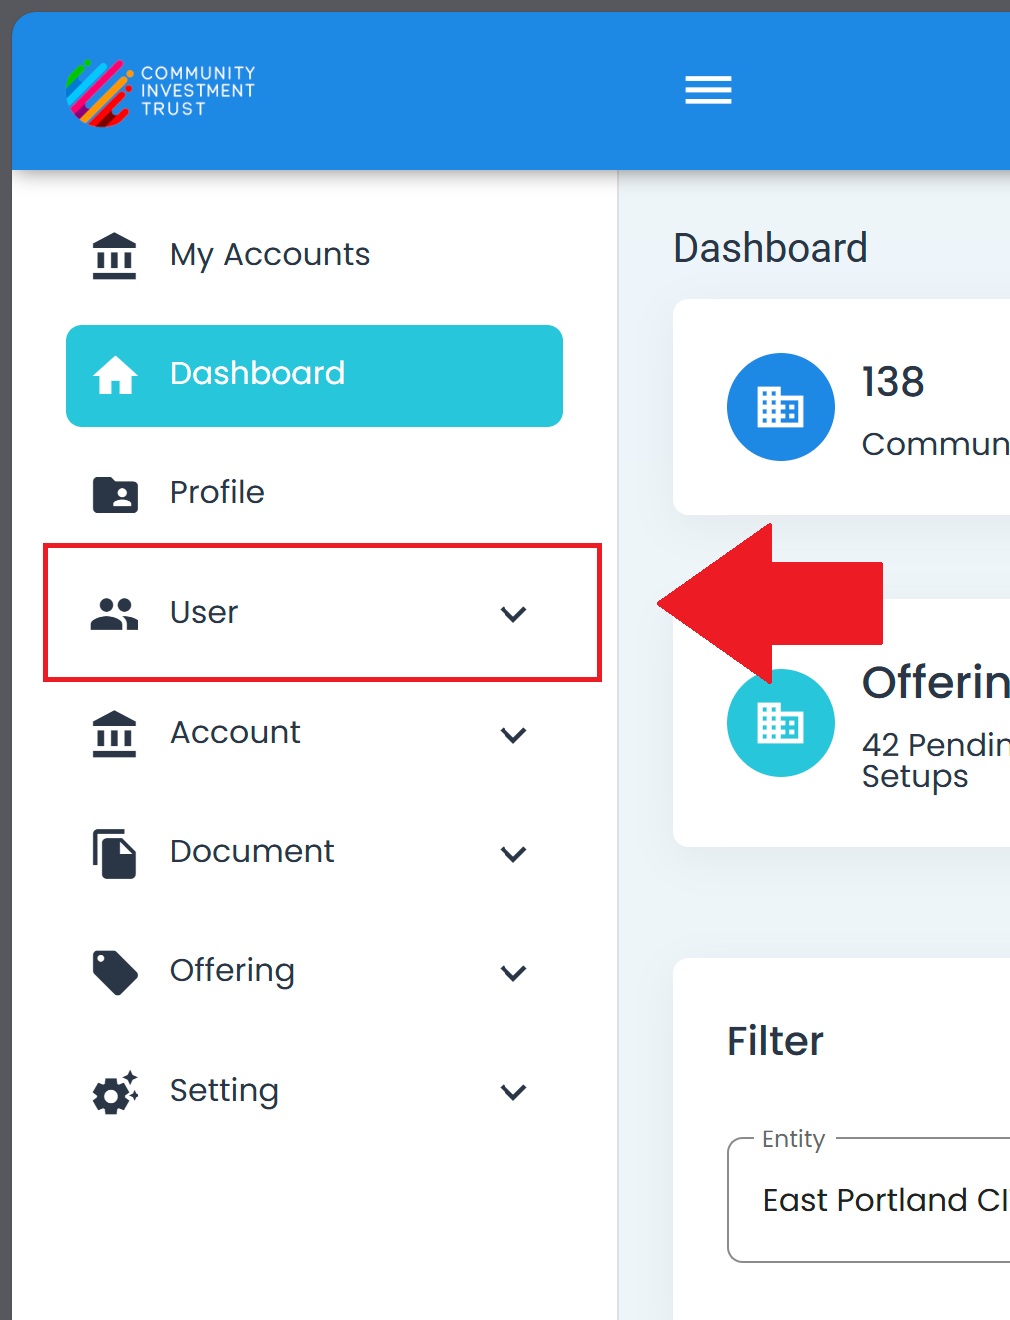 COMMUNITY
INVESTMENT
TRUST
My Accounts
Dashboard
Profile
User
Account
Document
Offering
Setting
Dashboard
138
Commun
Offerin
42 Pendin
Setups
Filter
Entity
East Portland CI